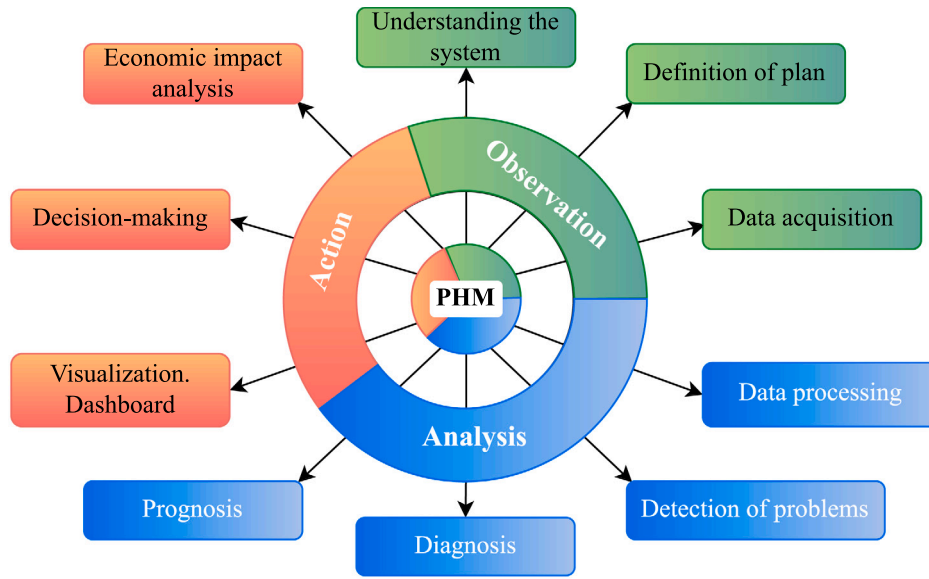 Understanding the
system
Economic impact
analysis
Definition of plan
Observation
Action
Decision-making
Data acquisition
PHM
Visualization.
Dashboard
Data processing
Analysis
Prognosis
Detection of problems
Diagnosis